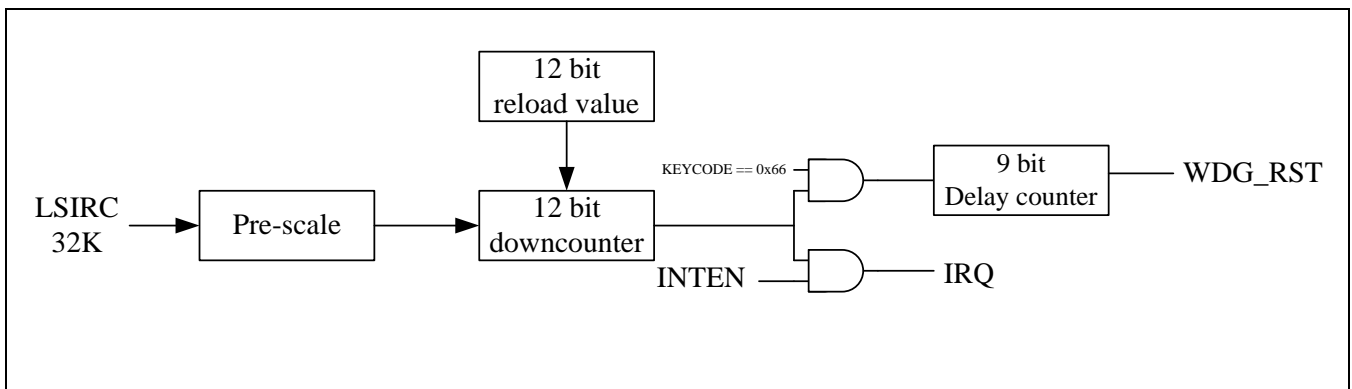 12 bit
reload value
LSIRC
32K
Pre-scale
12 bit
downcounter
KEYCODE == 0x66
INTEN
9 bit
Delay counter
WDG_RST
IRQ